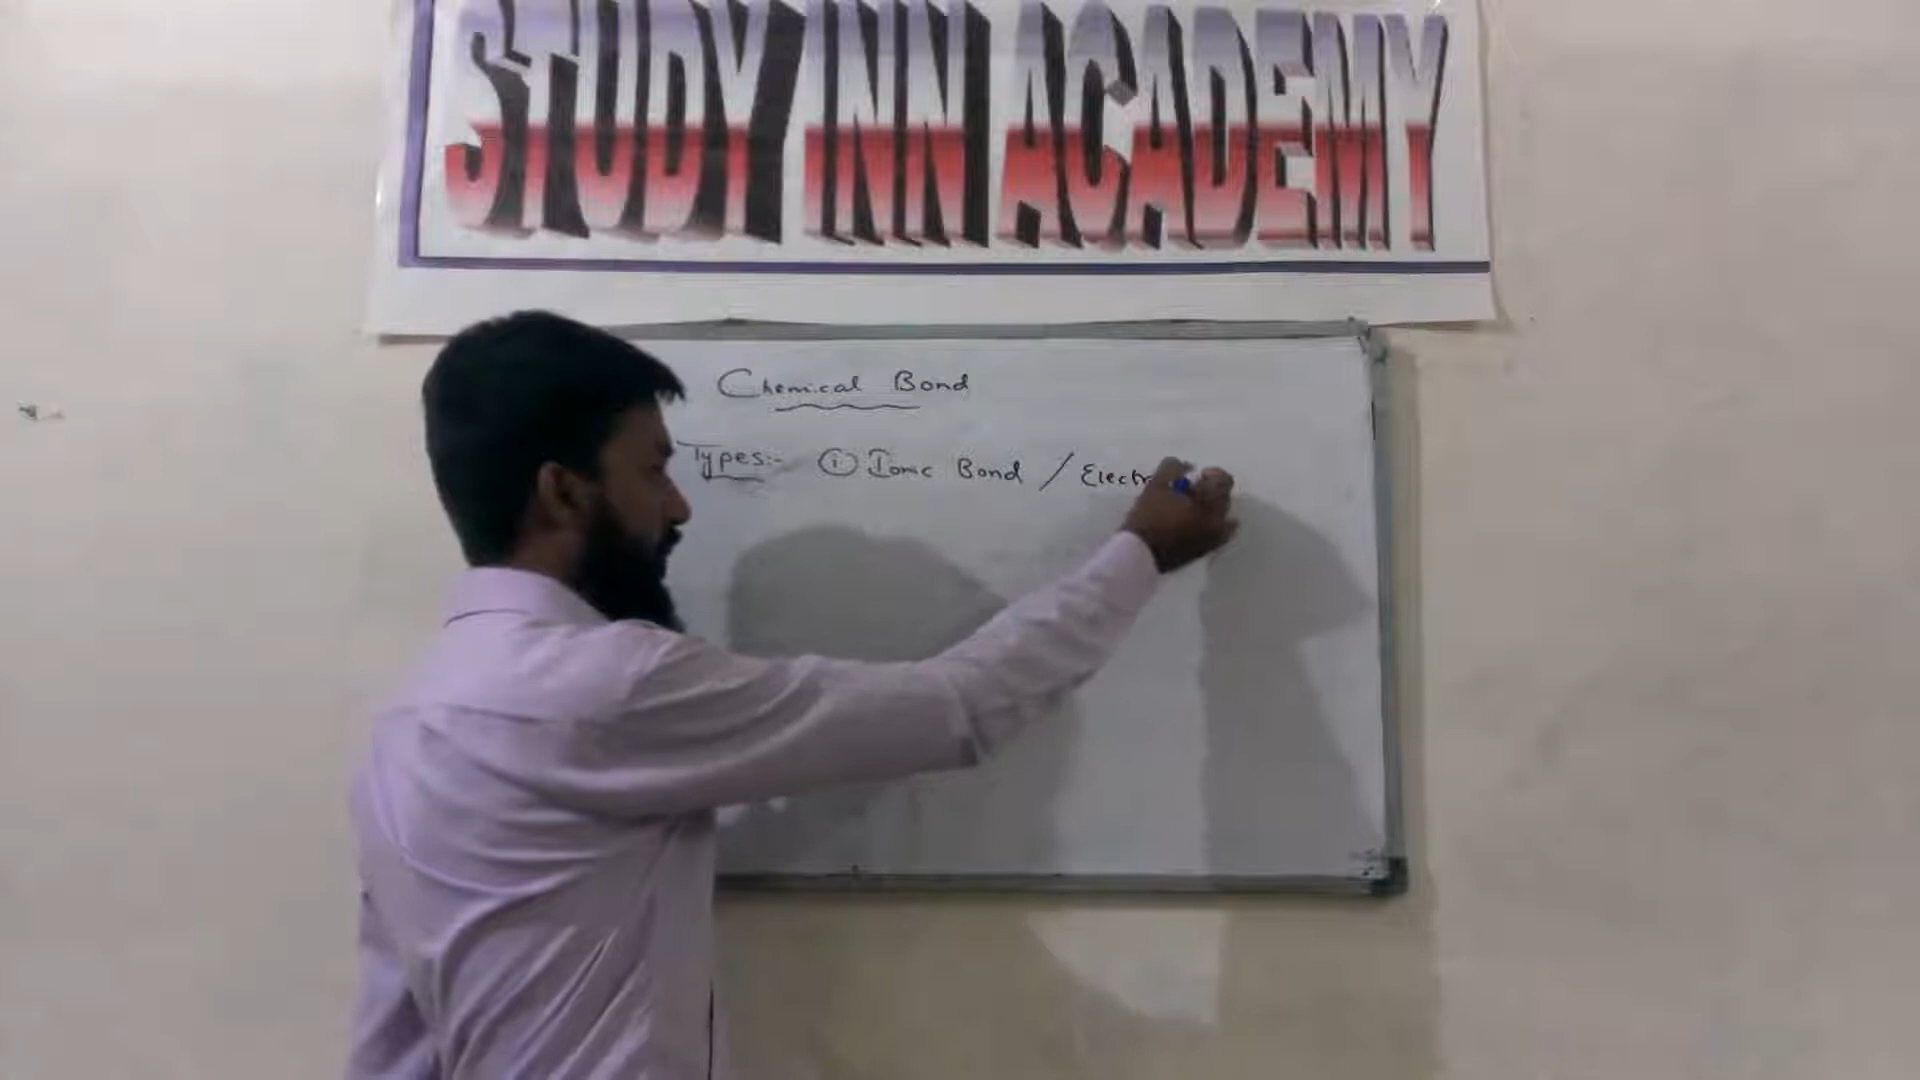 STUDY INN ACADEMY
Chemical Bond
Types:- (i) Ionic Bond / Electr